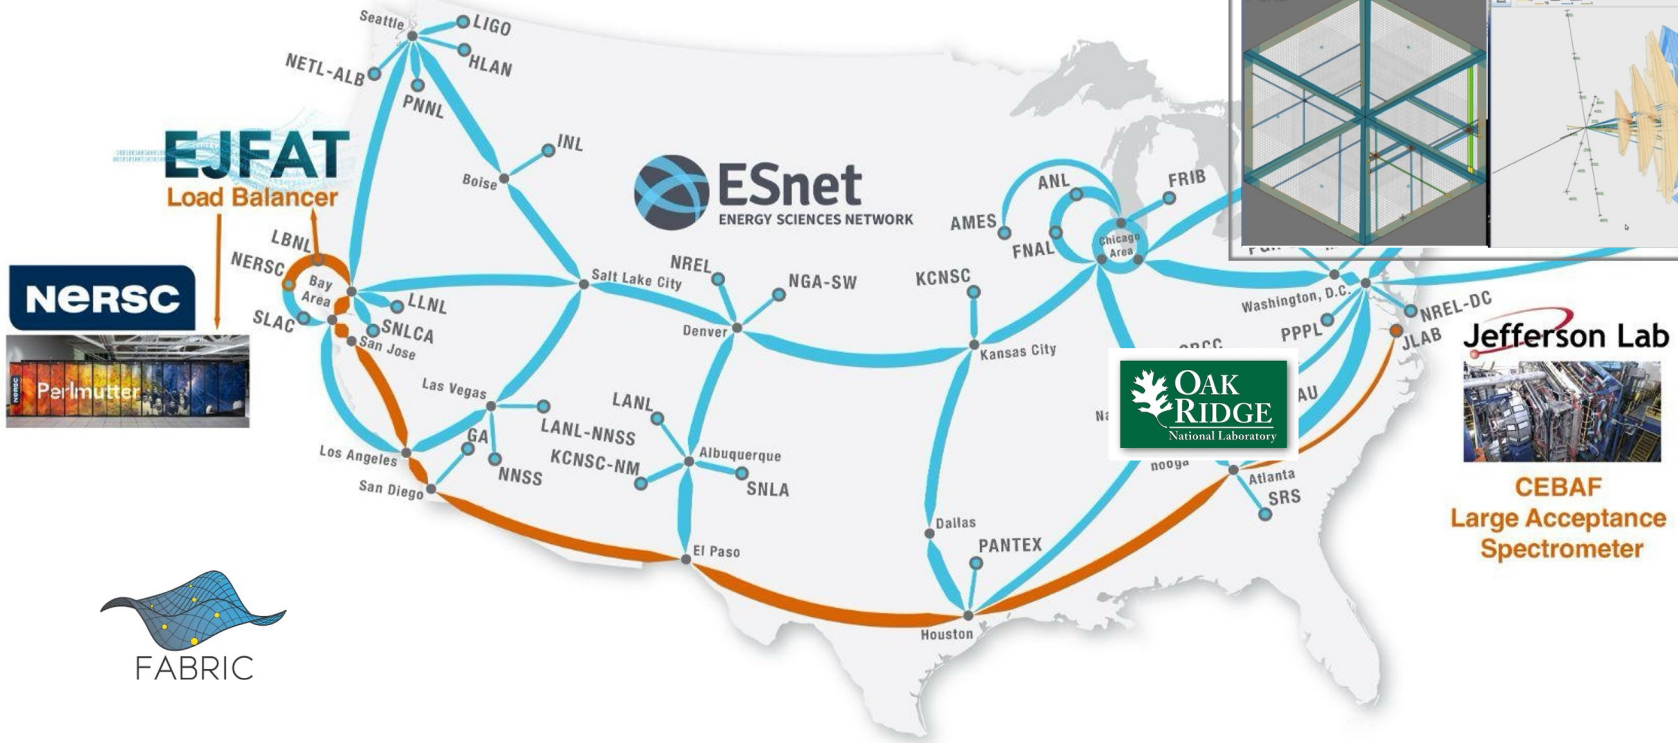 Seattle
LIGO
HLAN
NETL-ALB
PNNL
EJFAT
Load Balancer
INL
Boise
ESnet
ENERGY SCIENCES NETWORK
ANL
FRIB
AMES
FNAL
Chicago
Area
LBNL
NERSC
Bay
Area
LLNL
SLAC
SNLCA
San Jose
NERSC
NERSC
Perlmutter
Salt Lake City
NREL
NGA-SW
Denver
KCNSC
Kansas City
Washington, D.C.
NREL-DC
PPPL
JLAB
Jefferson Lab
CEBAF
Large Acceptance
Spectrometer
OAK
RIDGE
National Laboratory
AU
nooga
Atlanta
SRS
Las Vegas
LANL-NNSS
GA
NNSS
Los Angeles
San Diego
LANL
KCNSC-NM
Albuquerque
SNLA
El Paso
Dallas
PANTEX
Houston
FABRIC